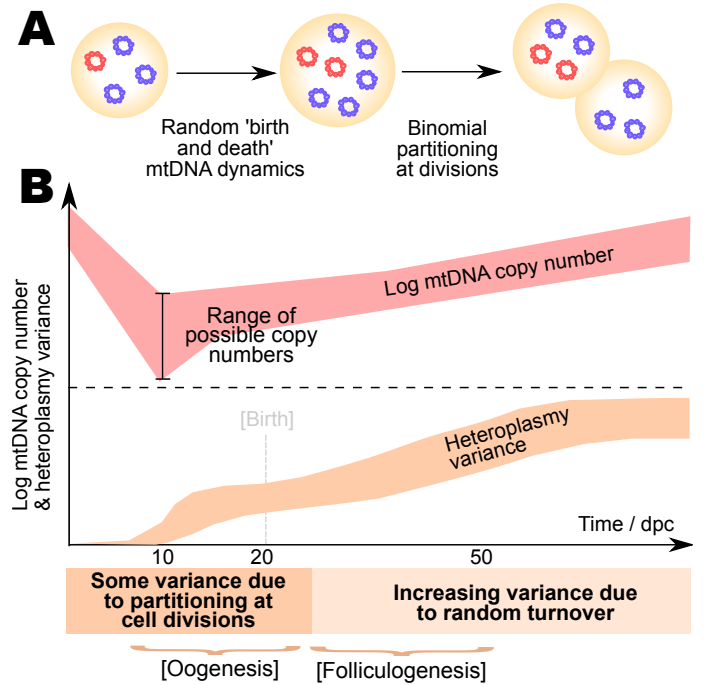 A
Random 'birth
and death'
mtDNA dynamics
Binomial
partitioning
at divisions
B
Log mtDNA copy number
& heteroplasmy variance
Log mtDNA copy number
Range of
possible copy
numbers
[Birth]
Heteroplasmy
variance
Time / dpc
10
20
50
Some variance due
to partitioning at
cell divisions
Increasing variance due
to random turnover
[Oogenesis]
[Folliculogenesis]